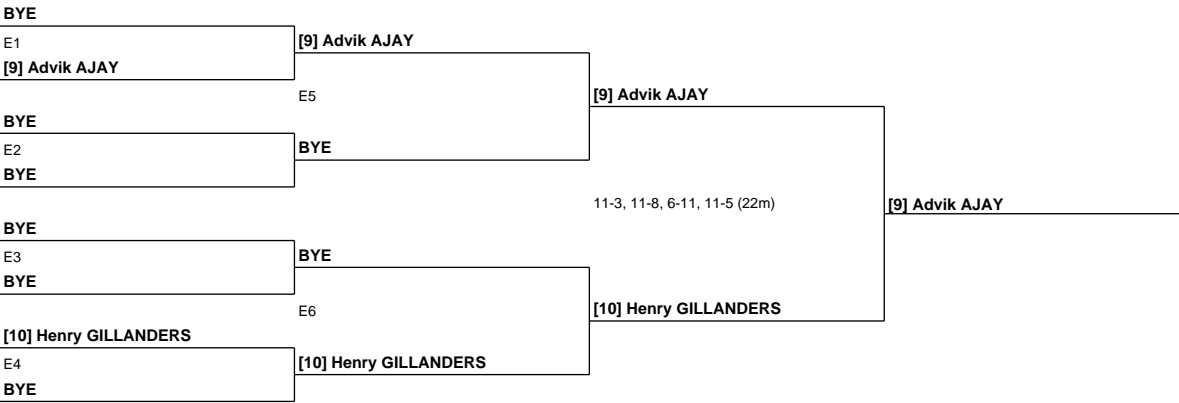 BYE
E1
[9] Advik AJAY
[9] Advik AJAY
E5
[9] Advik AJAY
BYE
E2
BYE
BYE
11-3, 11-8, 6-11, 11-5 (22m)
[9] Advik AJAY
BYE
E3
BYE
BYE
E6
[10] Henry GILLANDERS
[10] Henry GILLANDERS
E4
[10] Henry GILLANDERS
BYE